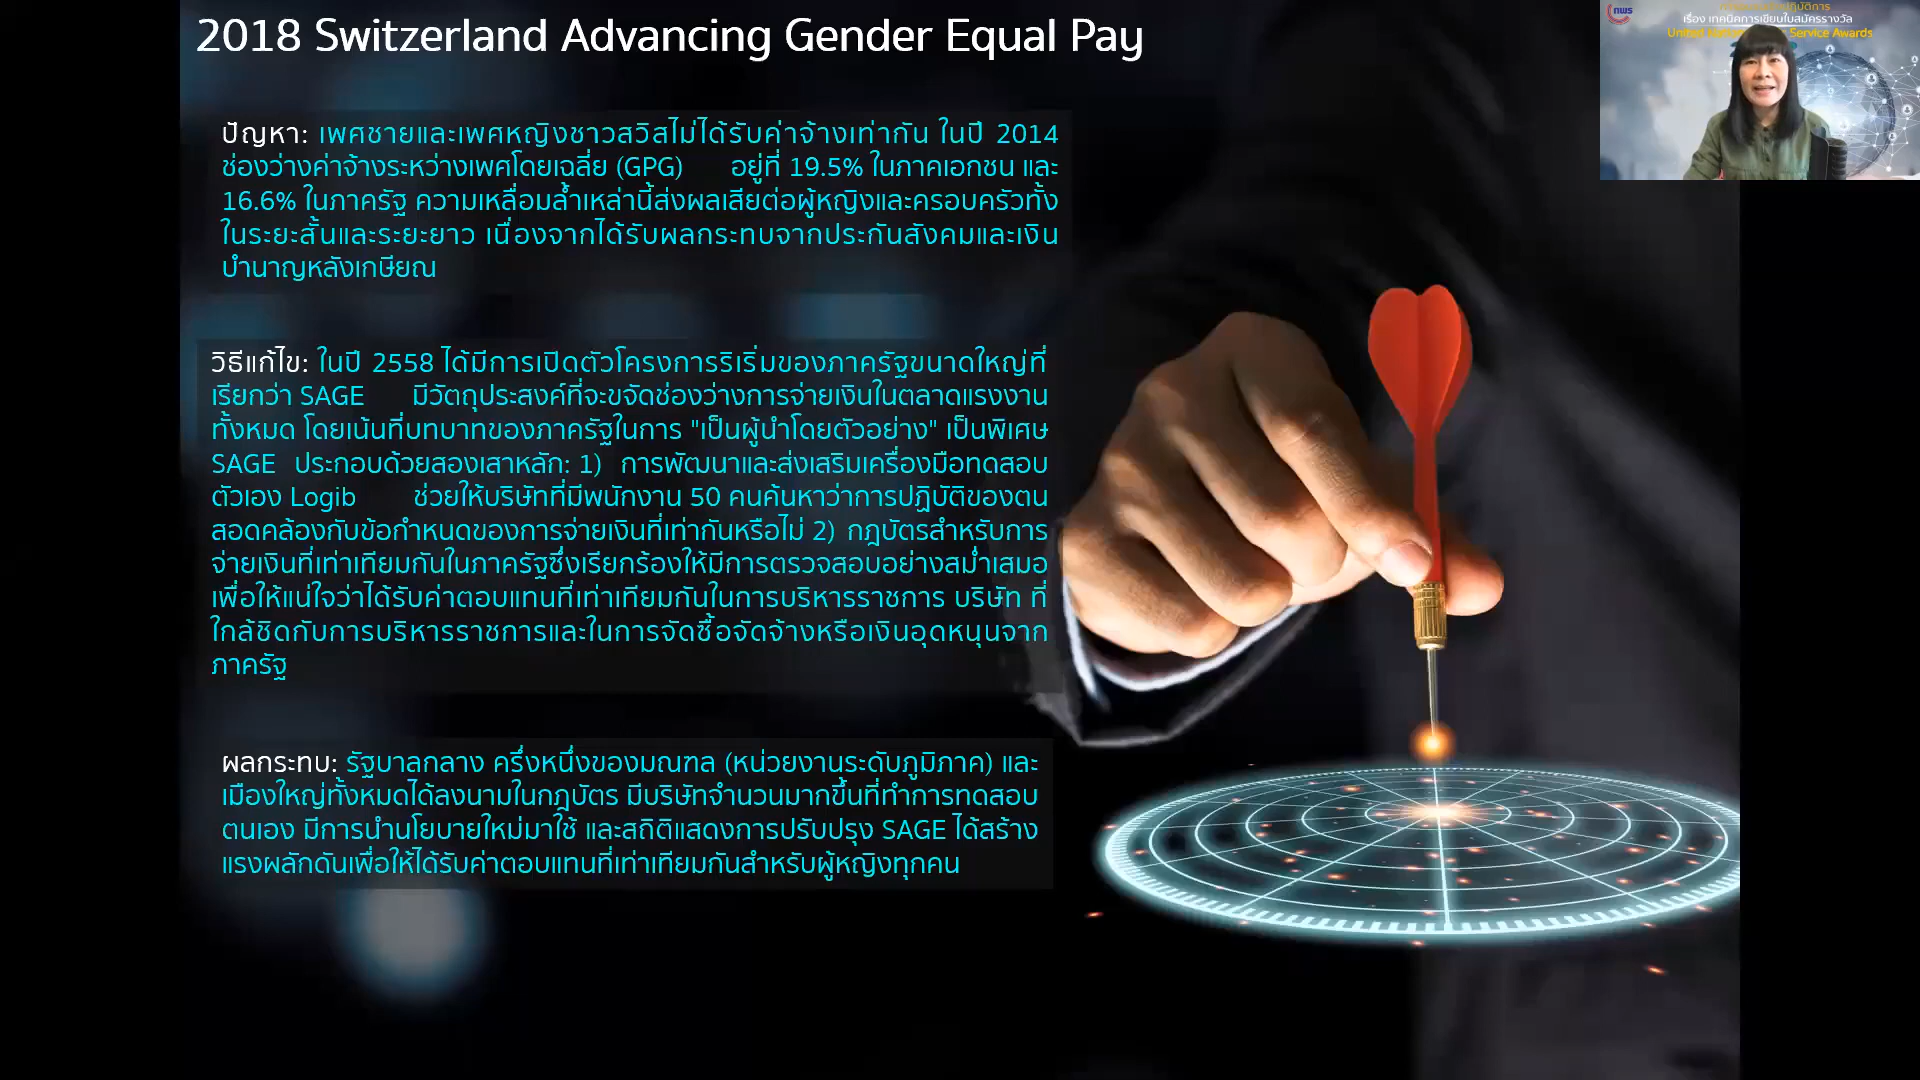 2018 Switzerland Advancing Gender Equal Pay
กพร
เรื่อง เทคนิคการเขียนใบสมัครรางวัล
Service Awards
ปัญหา: เพศชายและเพศหญิงชาวสวิสไม่ได้รับค่าจ้างเท่ากัน ในปี 2014
ช่องว่างค่าจ้างระหว่างเพศโดยเฉลี่ย (GPG) อยู่ที่ 19.5% ในภาคเอกชน และ
16.6% ในภาครัฐ ความเหลื่อมล้ำเหล่านี้ส่งผลเสียต่อผู้หญิงและครอบครัวทั้ง
ในระยะสั้นและระยะยาว เนื่องจากได้รับผลกระทบจากประกันสังคมและเงิน
บำนาญหลังเกษียณ
วิธีแก้ไข: ในปี 2558 ได้มีการเปิดตัวโครงการริเริ่มของภาครัฐขนาดใหญ่ที่
เรียกว่า SAGE มีวัตถุประสงค์ที่จะขจัดช่องว่างการจ่ายเงินในตลาดแรงงาน
ทั้งหมด โดยเน้นที่บทบาทของภาครัฐในการ "เป็นผู้นำโดยตัวอย่าง" เป็นพิเศษ
SAGE ประกอบด้วยสองเสาหลัก: 1) การพัฒนาและส่งเสริมเครื่องมือทดสอบ
ตัวเอง Logib ช่วยให้บริษัทที่มีพนักงาน 50 คนค้นหาว่าการปฏิบัติของตน
สอดคล้องกับข้อกำหนดของการจ่ายเงินที่เท่ากันหรือไม่ 2) กฎบัตรสำหรับการ
จ่ายเงินที่เท่าเทียมกันในภาครัฐซึ่งเรียกร้องให้มีการตรวจสอบอย่างสม่ำเสมอ
เพื่อให้แน่ใจว่าได้รับค่าตอบแทนที่เท่าเทียมกันในการบริหารราชการ บริษัท ที่
ใกล้ชิดกับการบริหารราชการและในการจัดซื้อจัดจ้างหรือเงินอุดหนุนจาก
ภาครัฐ
ผลกระทบ: รัฐบาลกลาง ครึ่งหนึ่งของมณฑล (หน่วยงานระดับภูมิภาค) และ
เมืองใหญ่ทั้งหมดได้ลงนามในกฎบัตร มีบริษัทจำนวนมากขึ้นที่ทำการทดสอบ
ตนเอง มีการนำนโยบายใหม่มาใช้ และสถิติแสดงการปรับปรุง SAGE ได้สร้าง
แรงผลักดันเพื่อให้ได้รับค่าตอบแทนที่เท่าเทียมกันสำหรับผู้หญิงทุกคน